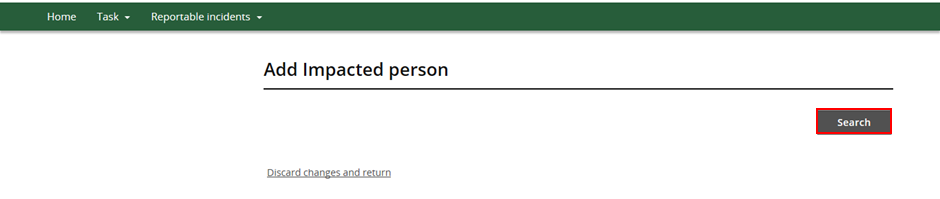 Home Task Reportable incidents
Add Impacted person
Search
Discard changes and return